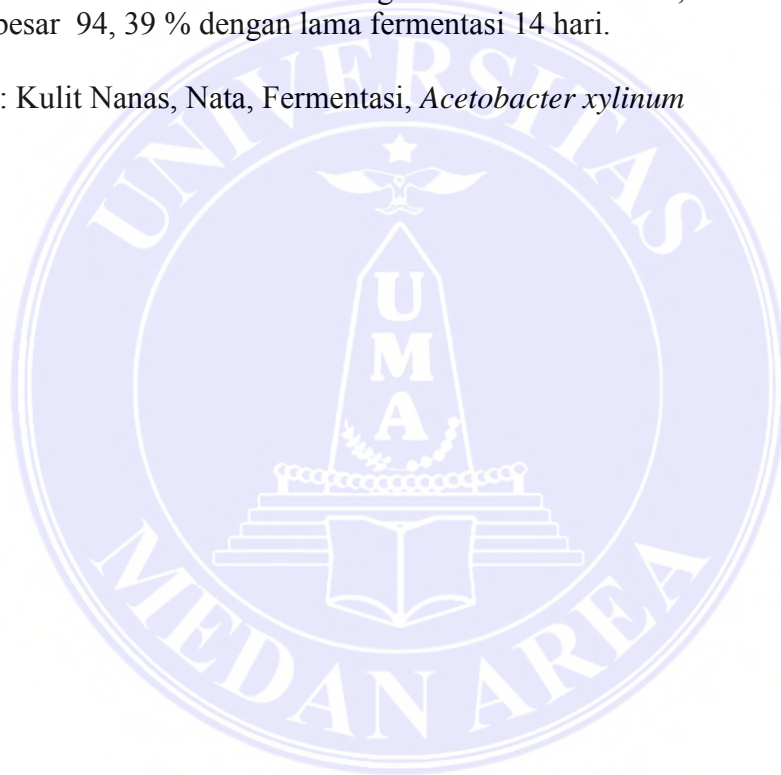 besar 94, 39 % dengan lama fermentasi 14 hari.
: Kulit Nanas, Nata, Fermentasi, Acetobacter xylinum
UNIVERSITAS
U
M
A
MEDAN AREA